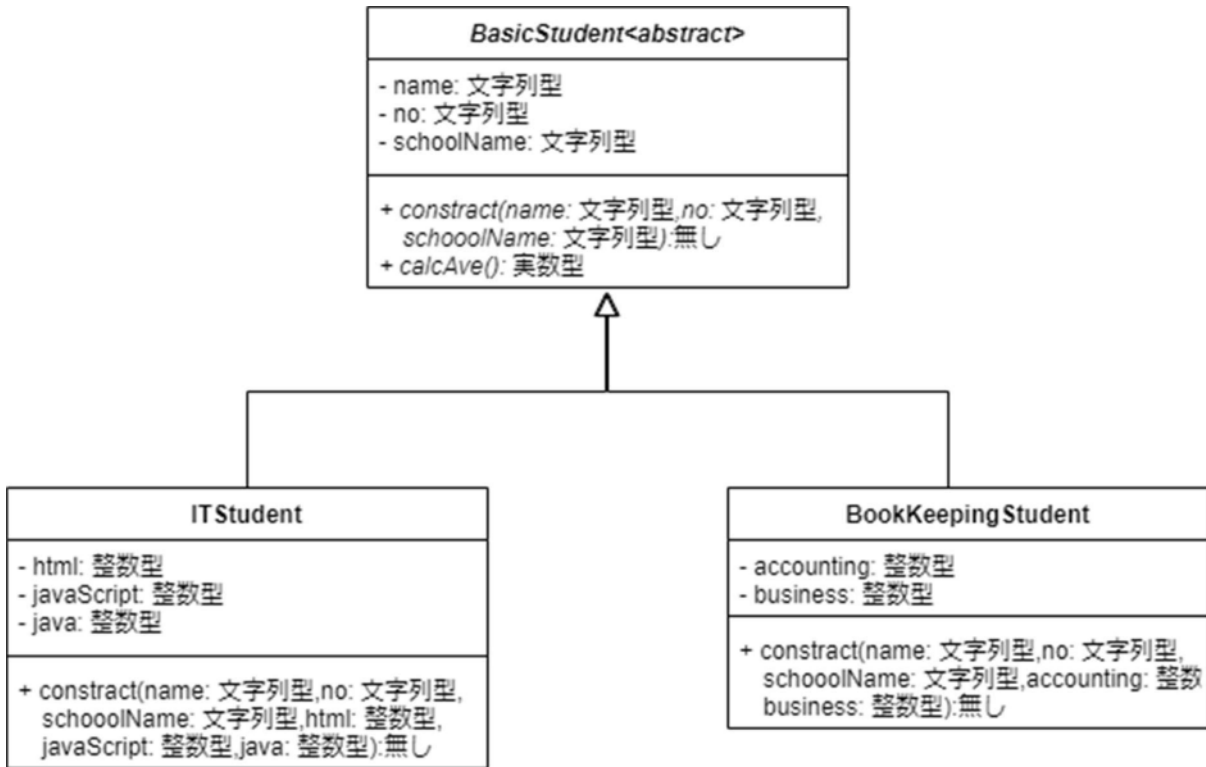 BasicStudent<abstract>
- name: 文字列型
- no: 文字列型
- schoolName: 文字列型
+ constract(name: 文字列型,no: 文字列型,
schooolName: 文字列型):無し
+ calcAve(): 実数型
ITStudent
- html: 整数型
- javaScript: 整数型
- java: 整数型
+ constract(name: 文字列型,no: 文字列型,
schooolName: 文字列型,html: 整数型,
javaScript: 整数型,java: 整数型):無し
BookKeepingStudent
- accounting: 整数型
- business: 整数型
+ constract(name: 文字列型,no: 文字列型,
schooolName: 文字列型,accounting: 整数
business: 整数型):無し